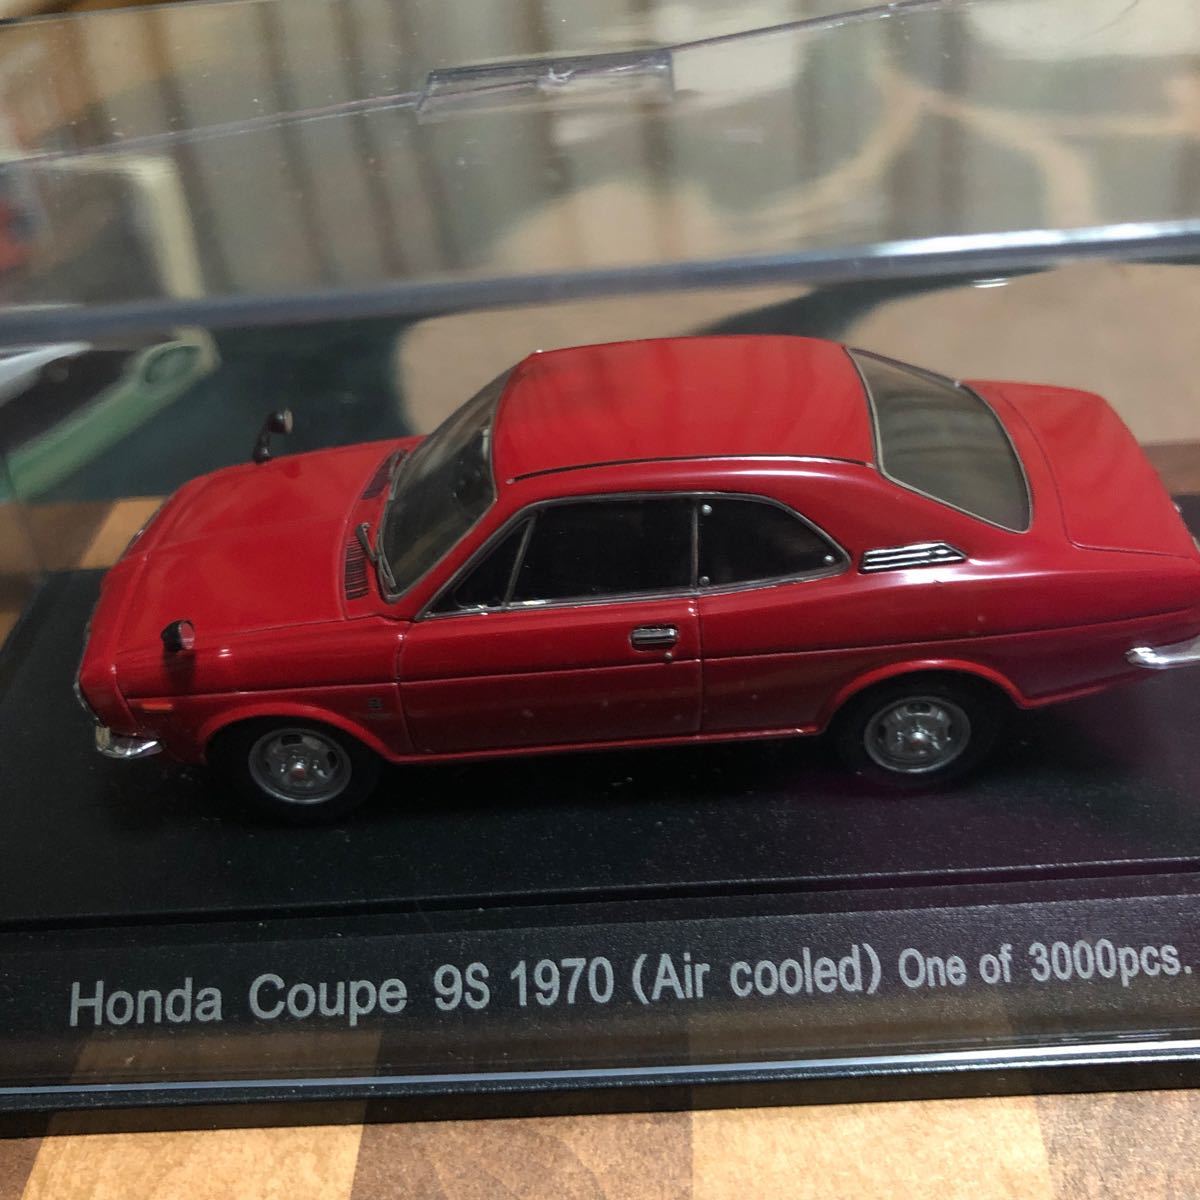 Honda Coupe 9S 1970 (Air cooled) One of 3000pcs.